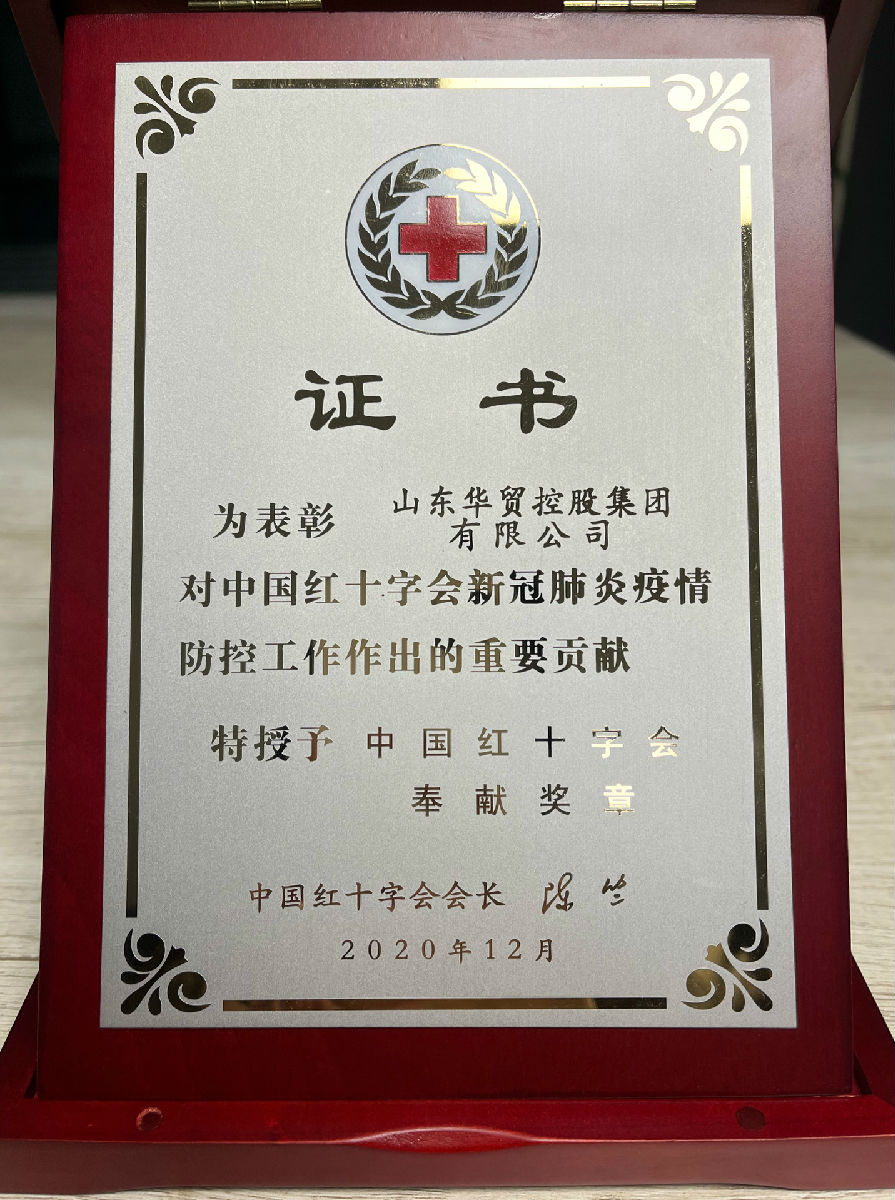 证书
为表彰 山东华贸控股集团
有限公司
对中国红十字会新冠肺炎疫情
防控工作作出的重要贡献
特授予 中国红十字会
奉献奖章
中国红十字会会长 陈竺
2020年12月